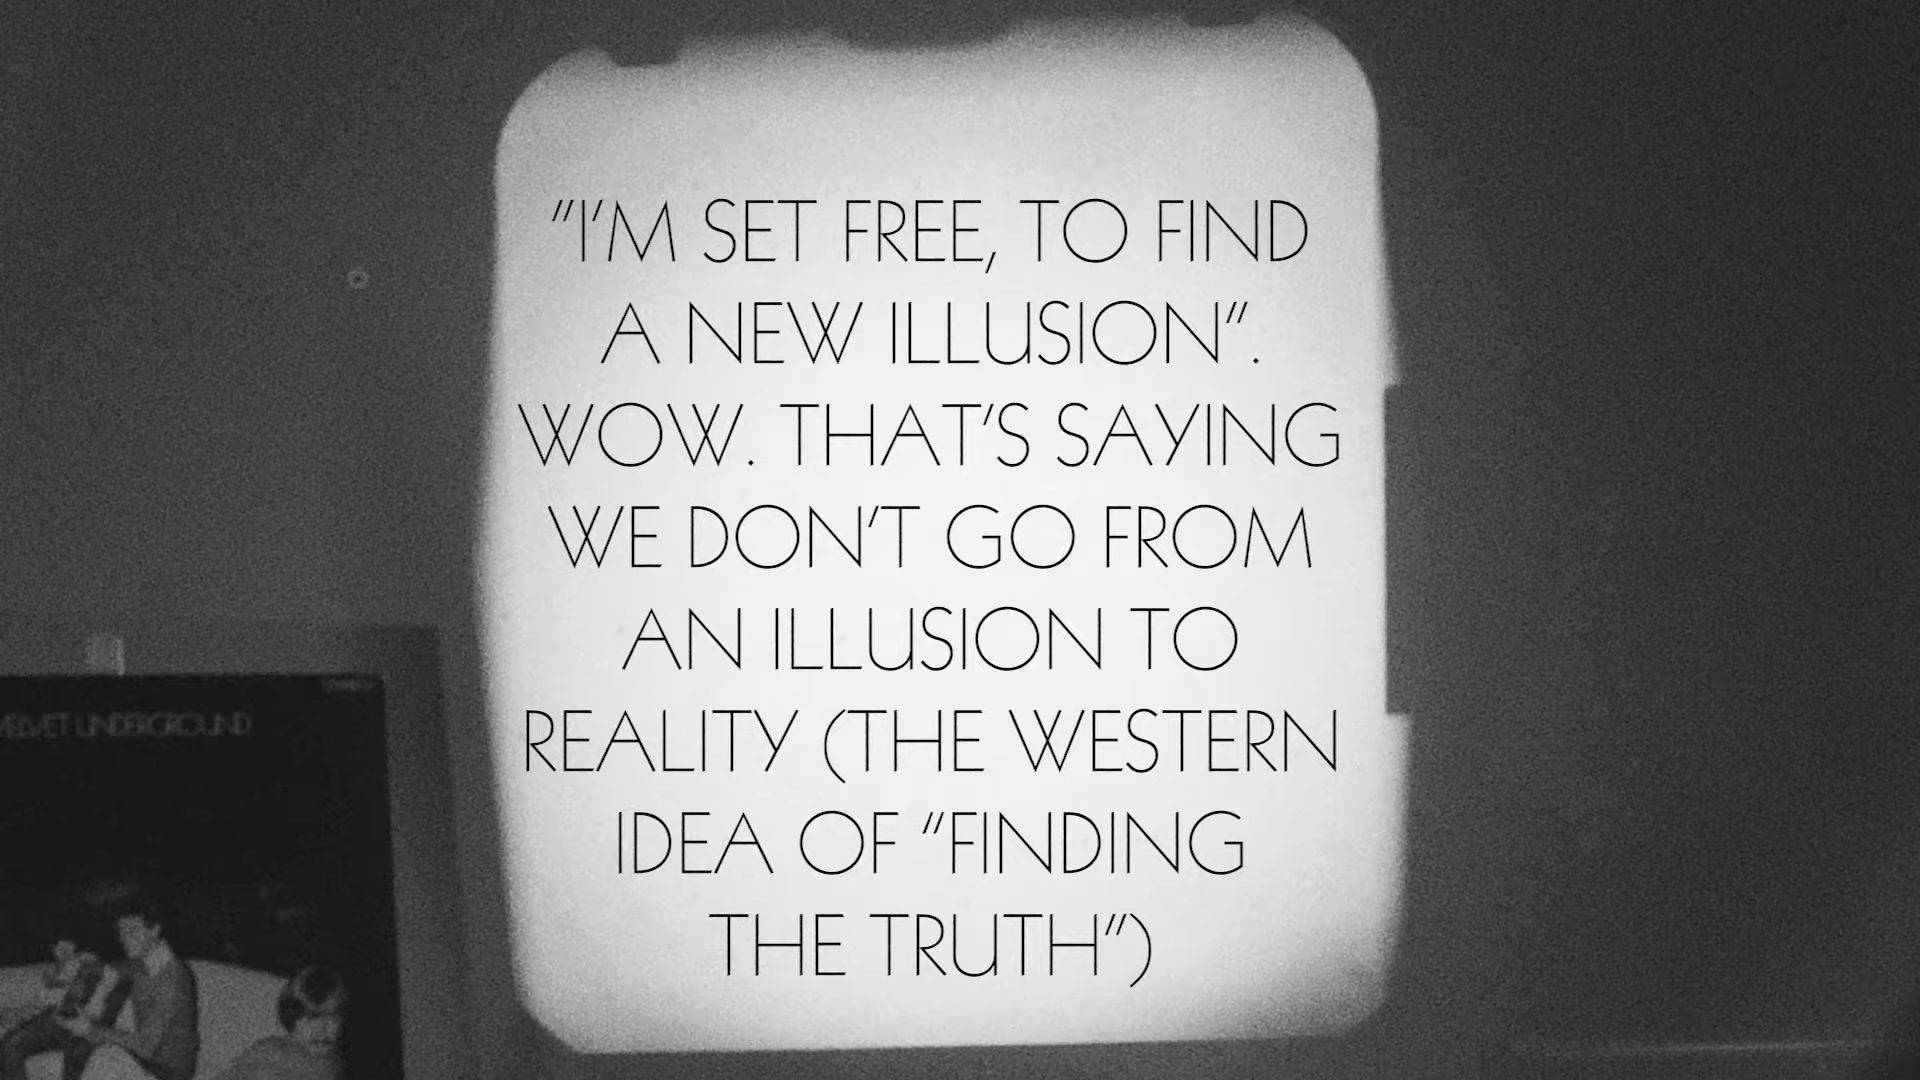 "I'M SET FREE, TO FIND
A NEW ILLUSION".
WOW. THAT'S SAYING
WE DON'T GO FROM
AN ILLUSION TO
REALITY (THE WESTERN
IDEA OF "FINDING
THE TRUTH")
VELVET UNDERGROUND